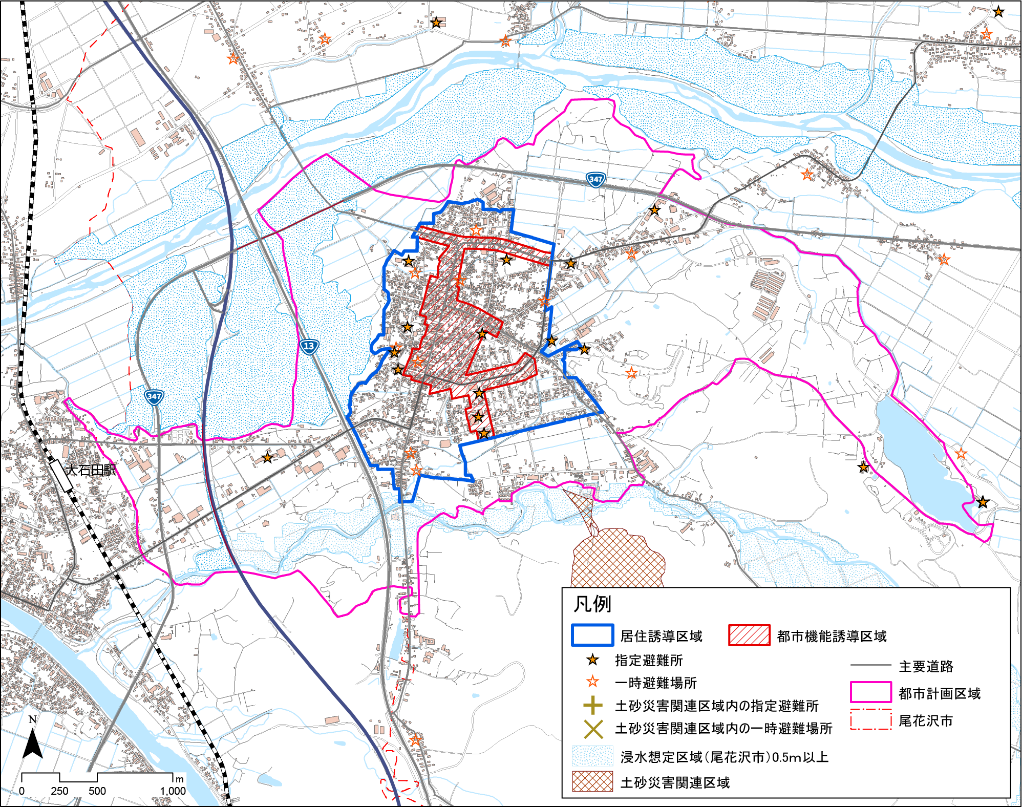 347
13
347
大石田駅
N
0 250 500 1,000
m
凡例
居住誘導区域
都市機能誘導区域
指定避難所
一時避難場所
土砂災害関連区域内の指定避難所
土砂災害関連区域内の一時避難場所
浸水想定区域(尾花沢市)0.5m以上
土砂災害関連区域
主要道路
都市計画区域
尾花沢市